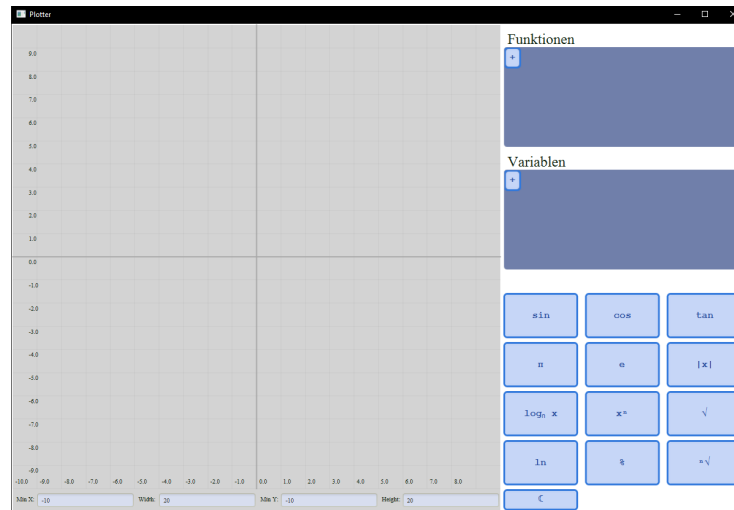 Plotter
Funktionen
+
9.0
8.0
7.0
6.0
5.0
Variablen
4.0
+
3.0
2.0
1.0
0.0
-1.0
-2.0
sin cos tan
-3.0
-4.0
π e |x|
-5.0
-6.0
logₙ x xⁿ √
-7.0
-8.0
ln % ⁿ√
-9.0
-10.0 -9.0 -8.0 -7.0 -6.0 -5.0 -4.0 -3.0 -2.0 -1.0 0.0 1.0 2.0 3.0 4.0 5.0 6.0 7.0 8.0
Min X: -10 Width: 20 Min Y: -10 Height: 20